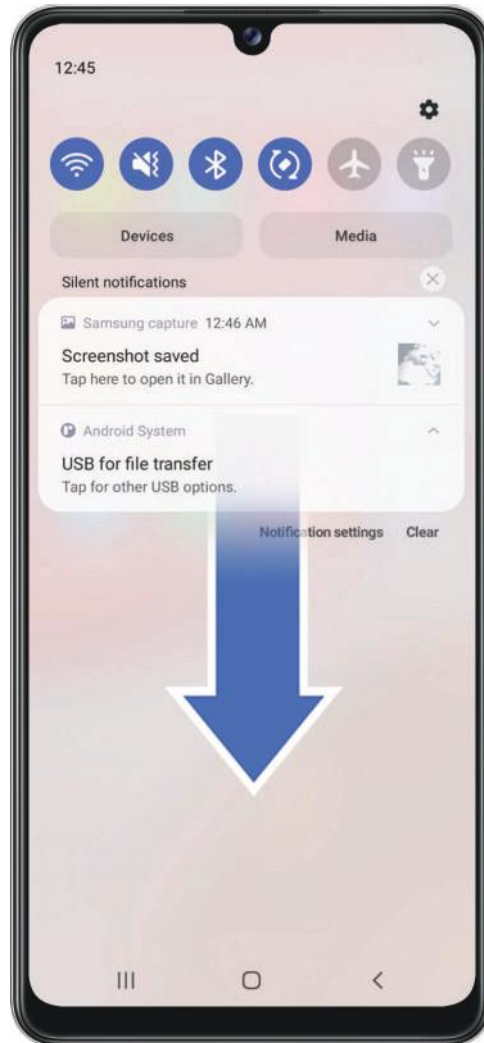 12:45
Devices Media
Silent notifications
Samsung capture 12:46 AM
Screenshot saved
Tap here to open it in Gallery.
Android System
USB for file transfer
Tap for other USB options.
Notification settings Clear